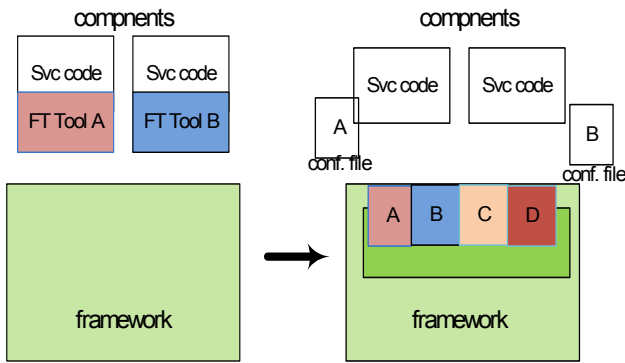 compnents
Svc code
Svc code
FT Tool A
FT Tool B
framework
compnents
Svc code
Svc code
A
B
conf. file
conf. file
A
B
C
D
framework